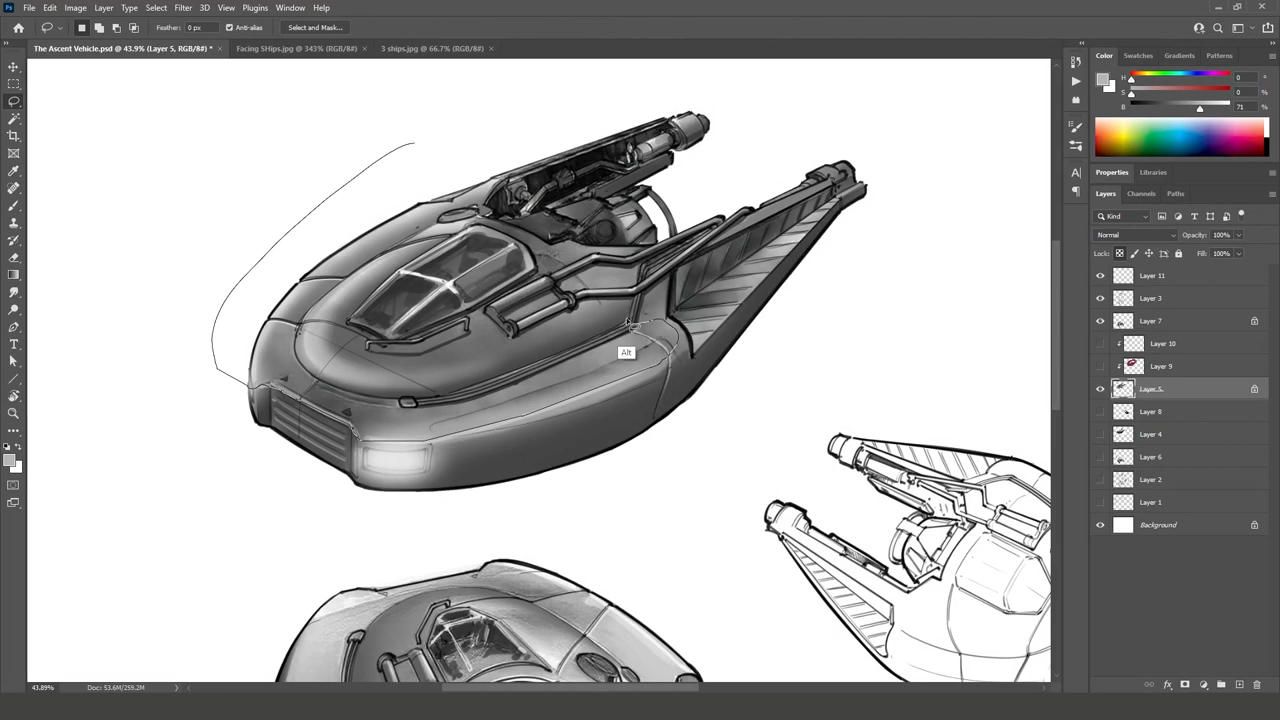 Ps File Edit Image Layer Type Select Filter 3D View Plugins Window Help
Feather: 0 px Anti-alias Select and Mask...
The Ascent Vehicle.psd @ 43.9% (Layer 5, RGB/8#) * × Facing SHips.jpg @ 343% (RGB/8#) × 3 ships.jpg @ 66.7% (RGB/8#) ×
Color Swatches Gradients Patterns
H 0 °
S 0 %
B 71 %
Properties Libraries
Layers Channels Paths
Kind
Normal Opacity: 100%
Lock: Fill: 100%
Layer 11
Layer 3
Layer 7
Layer 10
Layer 9
Layer 5
Layer 8
Layer 4
Layer 6
Layer 2
Layer 1
Background
Alt
43.89% Doc: 53.6M/259.2M